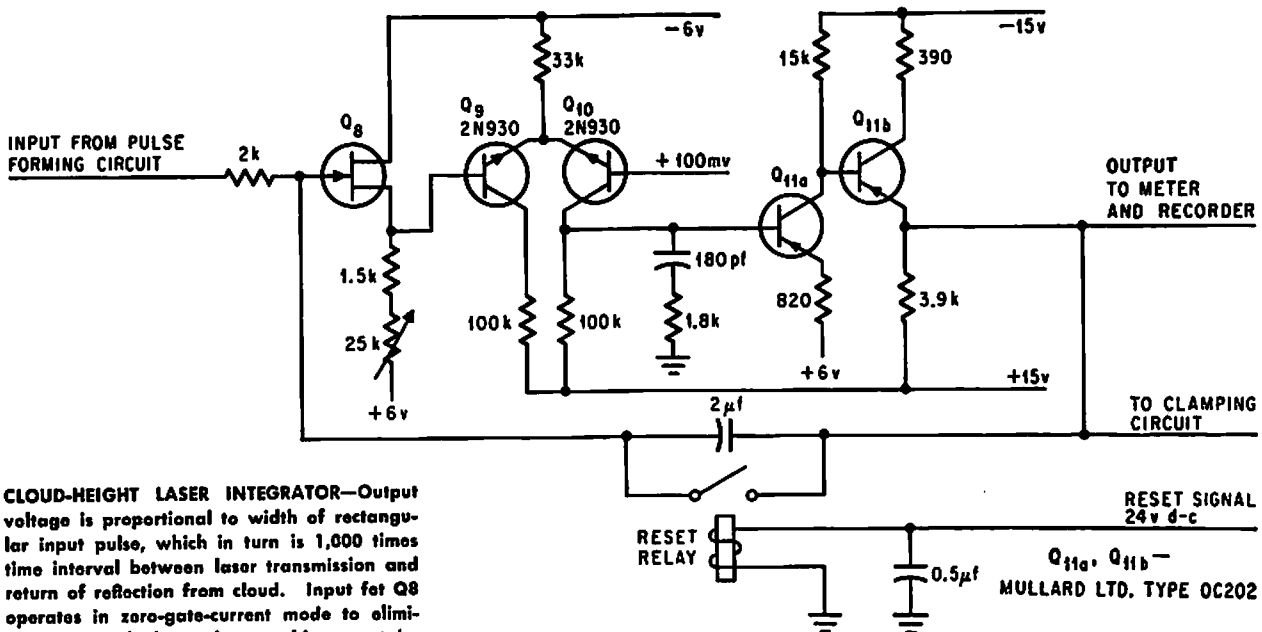 -6v
-15v
33k
15k
390
Q9
2N930
Q10
2N930
Q8
Q11b
INPUT FROM PULSE
FORMING CIRCUIT
2k
+100mv
Q11a
OUTPUT
TO METER
AND RECORDER
1.5k
180pf
820
3.9k
25k
100k
100k
1.8k
+6v
+6v
+15v
2μf
TO CLAMPING
CIRCUIT
CLOUD-HEIGHT LASER INTEGRATOR—Output
voltage is proportional to width of rectangu-
lar input pulse, which in turn is 1,000 times
time interval between laser transmission and
return of reflection from cloud. Input fet Q8
operates in zero-gate-current mode to elimi-
RESET
RELAY
RESET SIGNAL
24v d-c
0.5μf
Q11a, Q11b—
MULLARD LTD. TYPE OC202